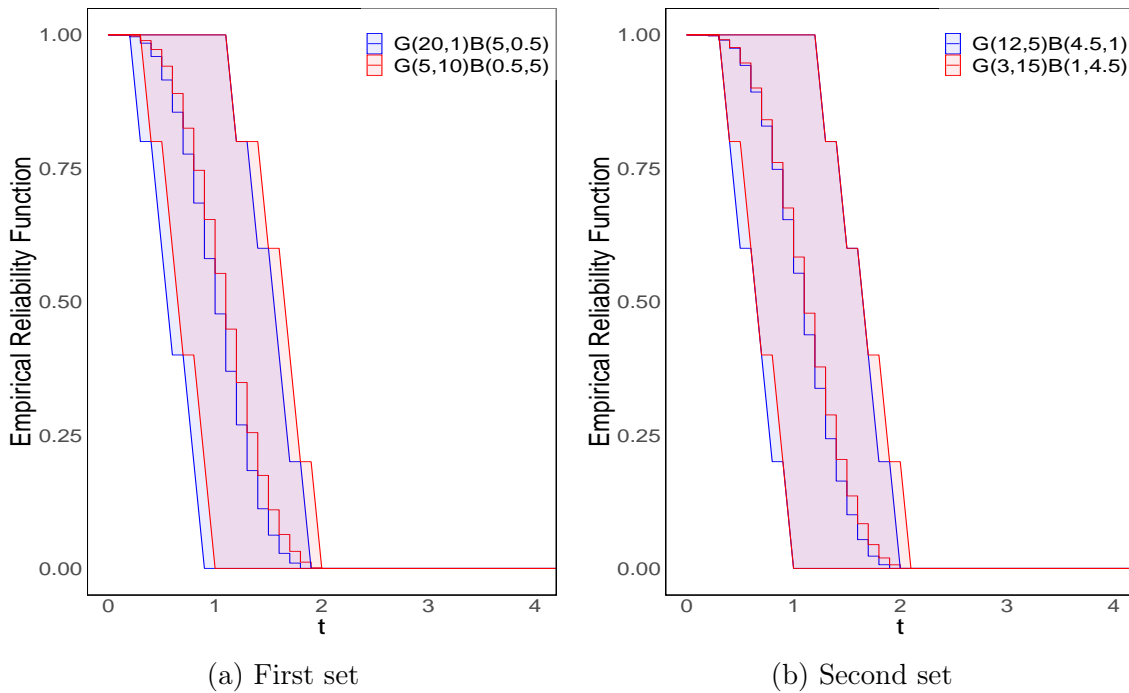 G(20,1)B(5,0.5)
G(5,10)B(0.5,5)
Empirical Reliability Function
1.00
0.75
0.50
0.25
0.00
0 1 2 3 4
t
(a) First set
G(12,5)B(4.5,1)
G(3,15)B(1,4.5)
Empirical Reliability Function
1.00
0.75
0.50
0.25
0.00
0 1 2 3 4
t
(b) Second set